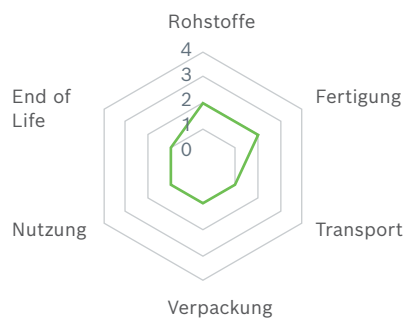 Rohstoffe
4
3
2
1
0
End of
Life
Fertigung
Nutzung
Transport
Verpackung